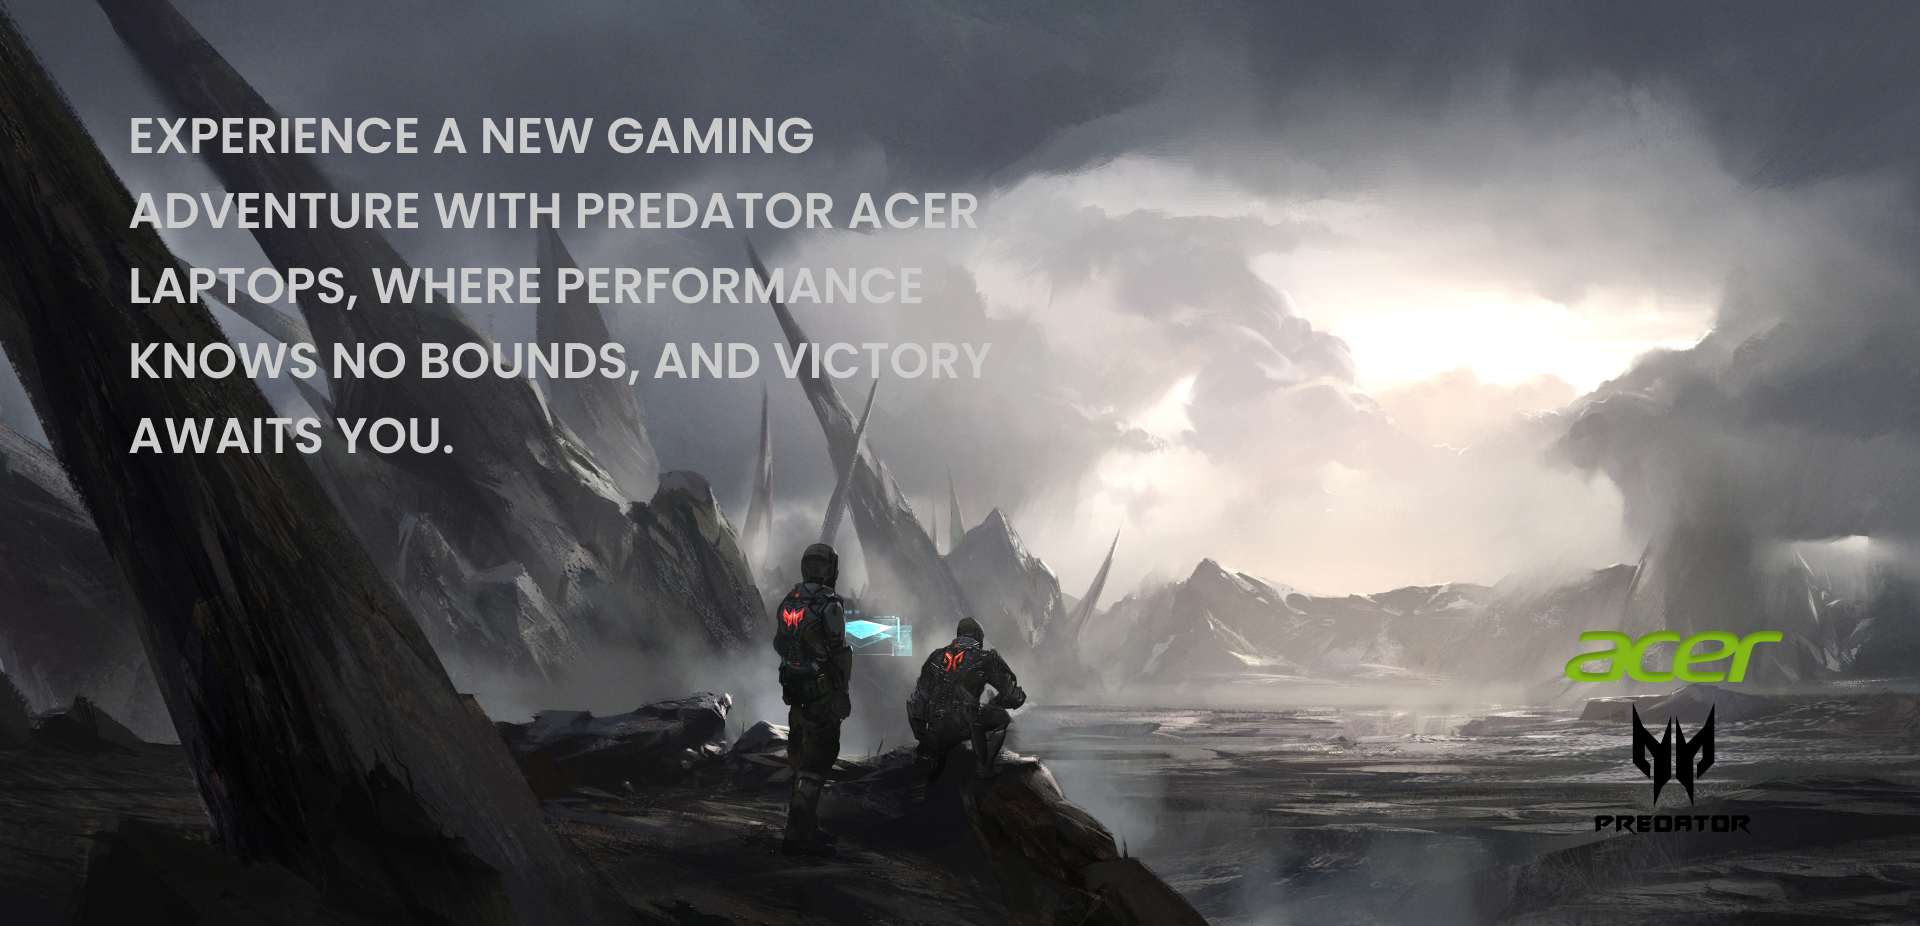 EXPERIENCE A NEW GAMING
ADVENTURE WITH PREDATOR ACER
LAPTOPS, WHERE PERFORMANCE
KNOWS NO BOUNDS, AND VICTORY
AWAITS YOU.
acer
PREDATOR